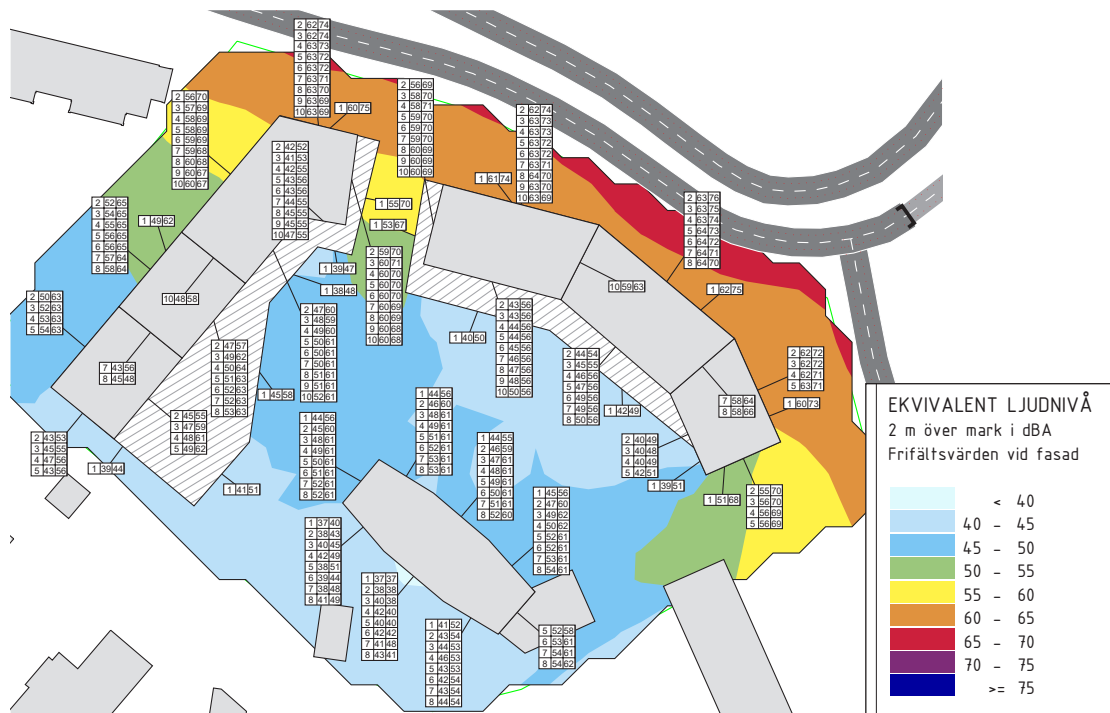 2 62 74
3 62 74
4 63 73
5 63 72
6 63 72
7 63 71
8 63 70
9 63 69
10 63 69
1 60 75
2 56 69
3 58 70
4 58 71
5 59 70
6 59 70
7 59 70
8 60 69
9 60 69
10 60 69
2 56 70
3 57 69
4 58 69
5 58 69
6 59 69
7 59 68
8 60 68
9 60 67
10 60 67
2 62 74
3 63 74
4 63 73
5 63 73
6 63 72
7 63 71
8 64 70
9 63 70
10 63 69
2 42 52
3 41 53
4 42 55
5 43 56
6 43 56
7 44 55
8 45 55
9 45 55
10 47 55
1 61 74
2 52 65
3 54 65
4 55 65
5 56 65
6 56 65
7 57 64
8 58 64
1 49 62
1 55 70
1 53 67
2 63 76
3 63 75
4 63 74
5 64 73
6 64 72
7 64 71
8 64 70
2 59 70
3 60 71
4 60 70
5 60 70
6 60 70
7 60 69
8 60 69
9 60 68
10 60 68
1 39 47
1 38 48
10 59 63
1 62 75
2 50 63
3 52 63
4 53 63
5 54 63
10 48 58
2 47 60
3 48 59
4 49 60
5 50 61
6 50 61
7 50 61
8 51 61
9 51 61
10 52 61
2 43 56
3 43 56
4 44 56
5 44 56
6 45 56
7 46 56
8 47 56
9 48 56
10 50 56
1 40 50
2 47 57
3 49 62
4 50 64
5 51 63
6 52 63
7 52 63
8 53 63
2 44 54
3 45 55
4 46 56
5 47 56
6 49 56
7 49 56
8 50 56
2 62 72
3 62 72
4 62 71
5 63 71
7 43 56
8 45 48
1 45 58
1 44 56
2 46 60
3 48 61
4 49 61
5 51 61
6 52 61
7 53 61
8 53 61
1 42 49
7 58 64
8 58 66
1 60 73
2 45 55
3 47 59
4 48 61
5 49 62
1 44 56
2 45 60
3 48 61
4 49 61
5 50 61
6 51 61
7 52 61
8 52 61
2 43 53
3 45 55
4 47 56
5 43 56
1 39 44
1 44 55
2 46 59
3 47 61
4 48 61
5 49 61
6 50 61
7 51 61
8 52 60
2 40 49
3 40 48
4 40 49
5 42 51
1 39 51
1 41 51
1 45 56
2 47 60
3 49 62
4 50 62
5 52 61
6 52 61
7 53 61
8 54 61
1 51 68
2 55 70
3 56 70
4 56 69
5 56 69
1 37 40
2 38 43
3 40 45
4 42 49
5 38 51
6 39 44
7 38 48
8 41 49
1 37 37
2 38 38
3 40 38
4 42 40
5 40 40
6 42 42
7 41 48
8 43 41
1 41 52
2 43 54
3 44 53
4 46 53
5 43 53
6 42 54
7 43 54
8 44 54
5 52 58
6 53 61
7 54 61
8 54 62
EKVIVALENT LJUDNIVÅ
2 m över mark i dBA
Frifältsvärden vid fasad
< 40
40 - 45
45 - 50
50 - 55
55 - 60
60 - 65
65 - 70
70 - 75
>= 75